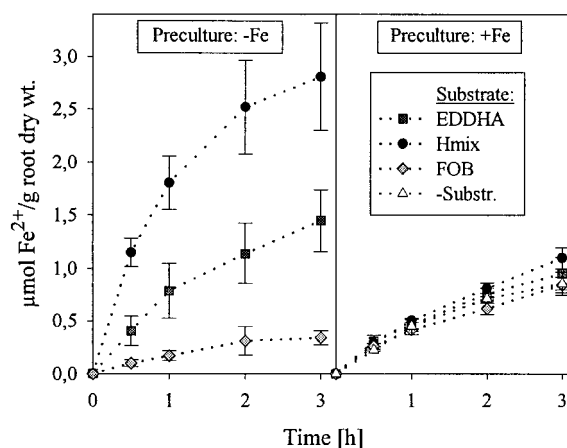 Preculture: -Fe
Preculture: +Fe
µmol Fe²⁺/g root dry wt.
3,0
2,5
2,0
1,5
1,0
0,5
0,0
Substrate:
EDDHA
Hmix
FOB
-Substr.
0 1 2 3 1 2 3
Time [h]
Time [h]